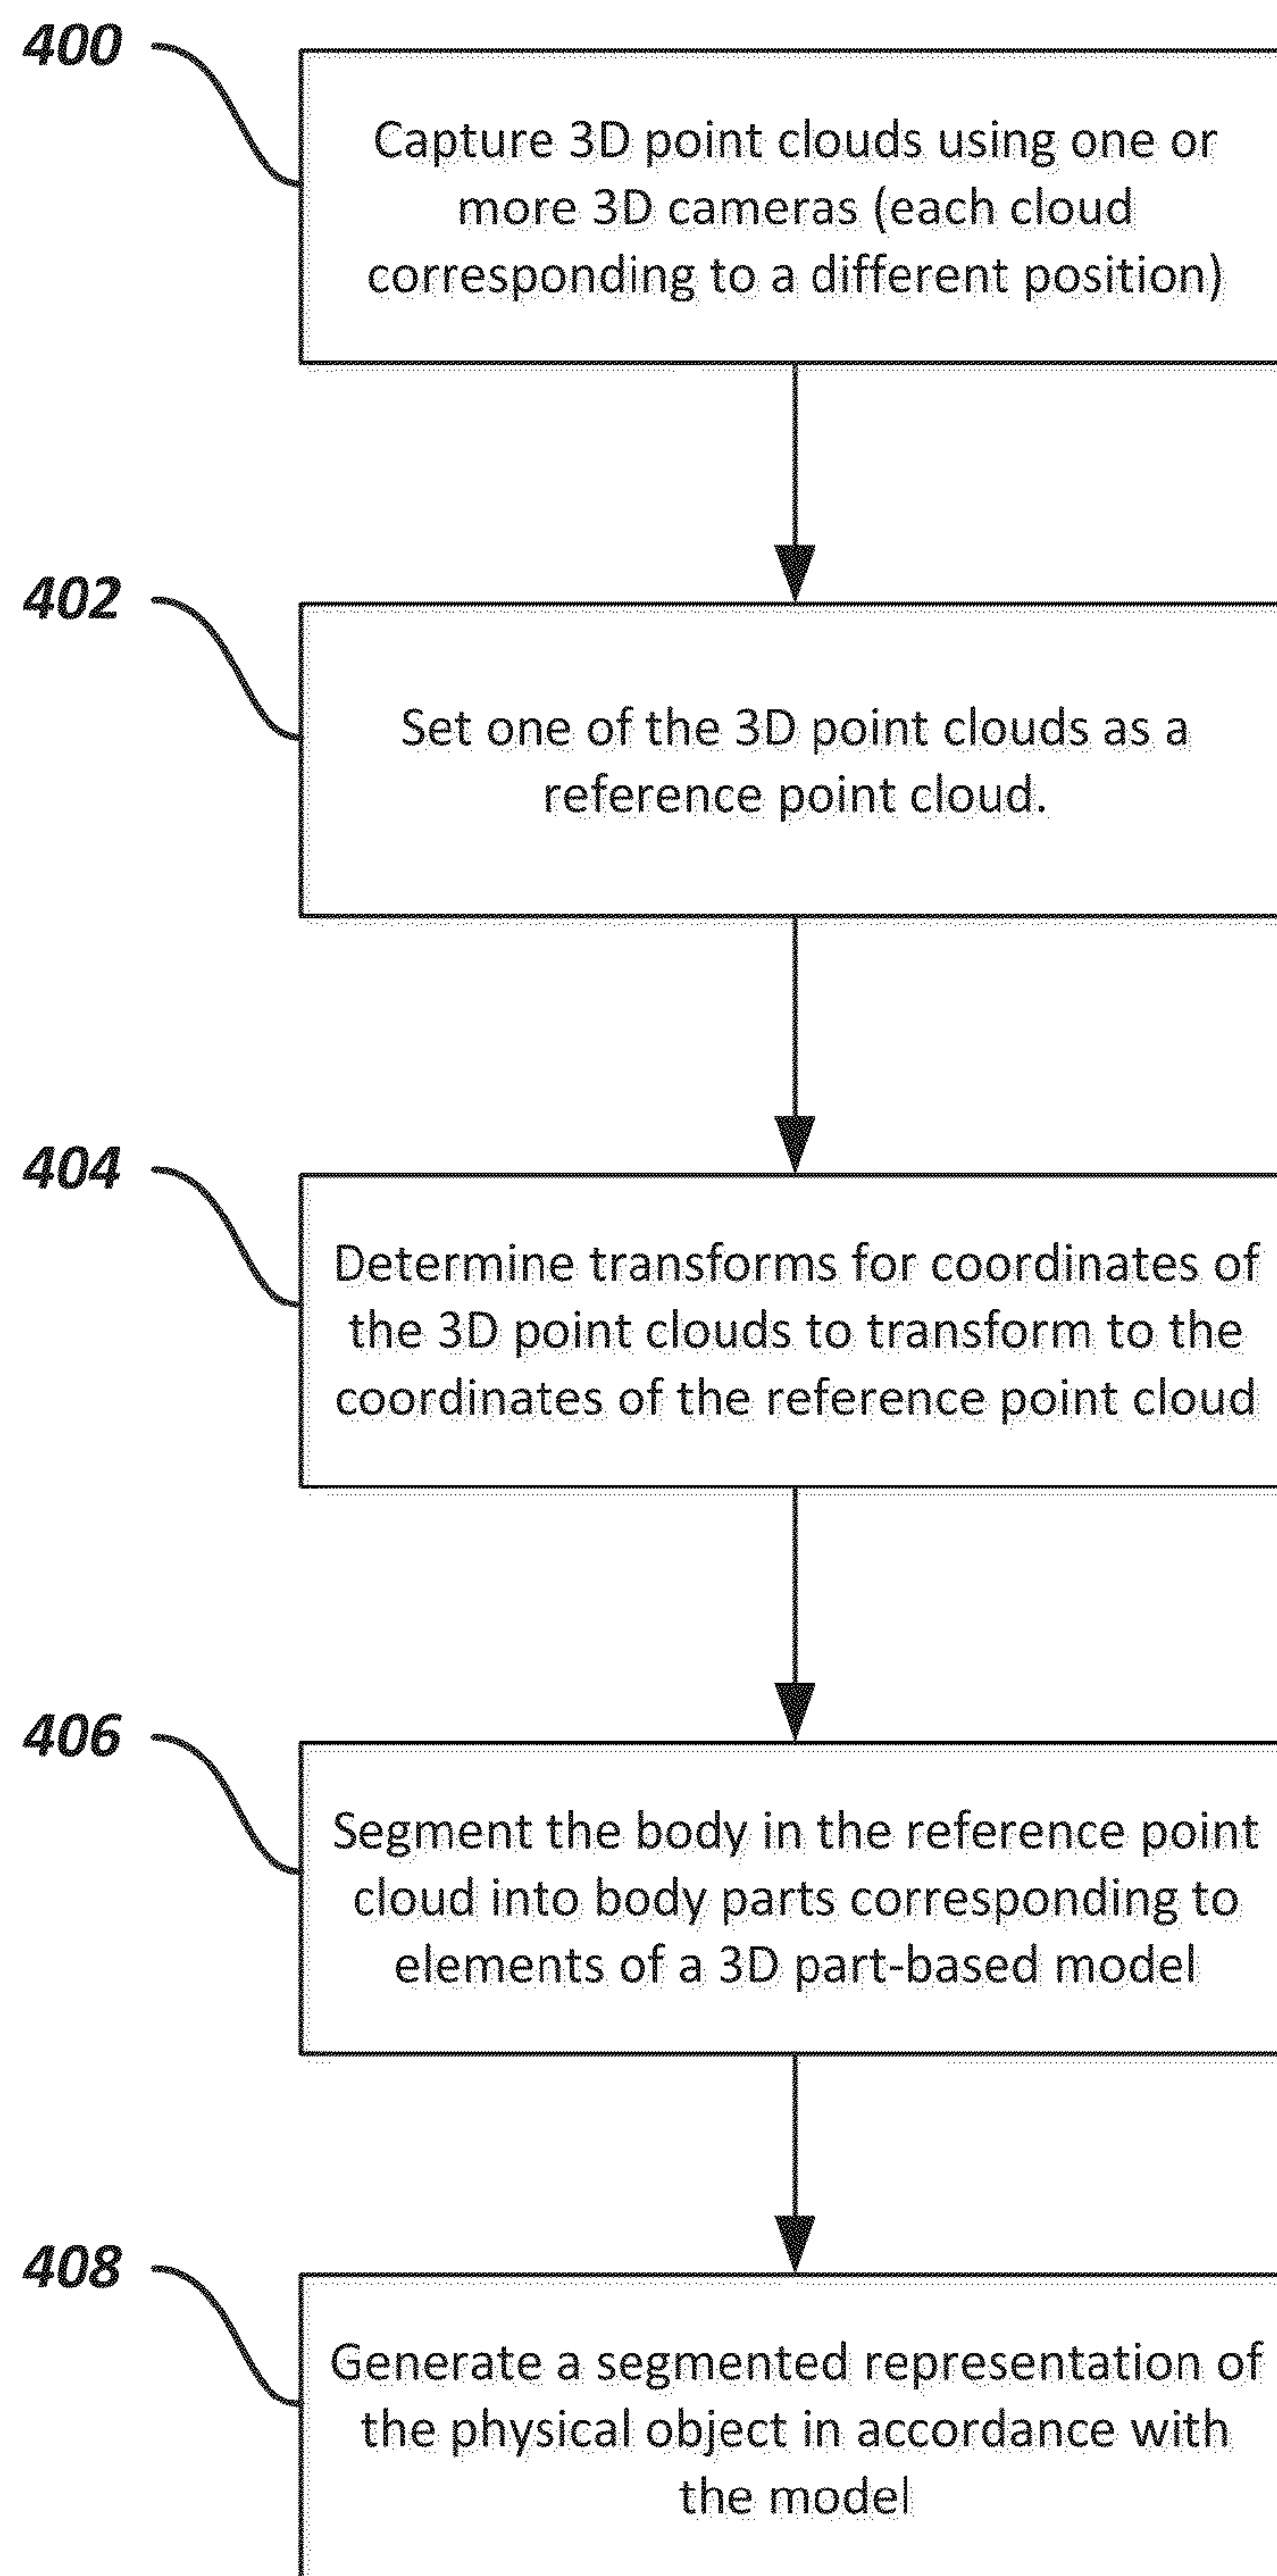 400
Capture 3D point clouds using one or
more 3D cameras (each cloud
corresponding to a different position)
402
Set one of the 3D point clouds as a
reference point cloud.
404
Determine transforms for coordinates of
the 3D point clouds to transform to the
coordinates of the reference point cloud
406
Segment the body in the reference point
cloud into body parts corresponding to
elements of a 3D part-based model
408
Generate a segmented representation of
the physical object in accordance with
the model